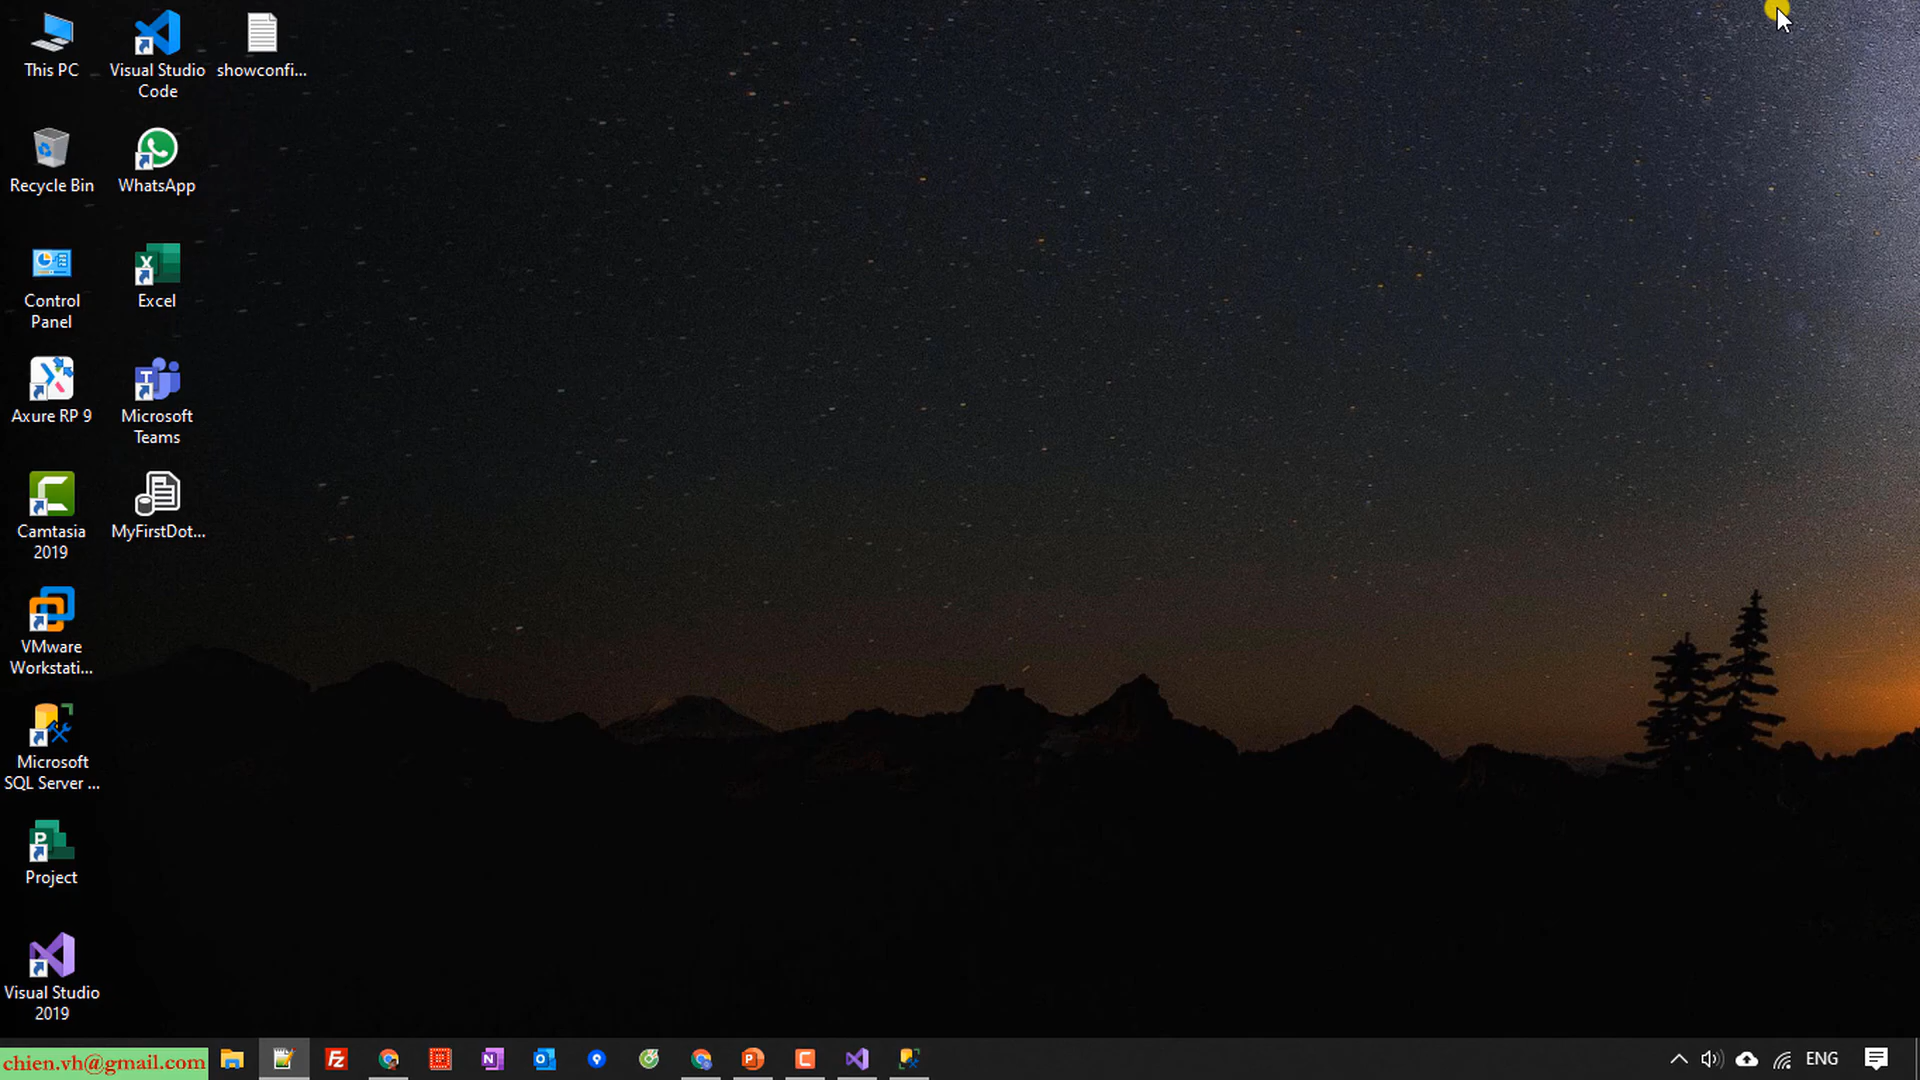 This PC
Visual Studio
Code
showconfi...
Recycle Bin
WhatsApp
Control
Panel
Excel
Axure RP 9
Microsoft
Teams
Camtasia
2019
MyFirstDot...
VMware
Workstati...
Microsoft
SQL Server ...
Project
Visual Studio
2019
chien.vh@gmail.com
ENG